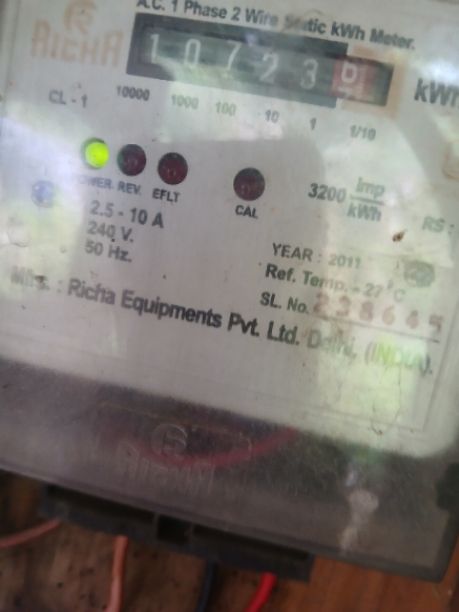 A.C. 1 Phase 2 Wire Static kWh Meter.
RICHA
10723
kWh
CL - 1
10000 1000 100 10 1 1/10
POWER REV. EFLT
CAL
3200 Imp/kWh
RS :
2.5 - 10 A
240 V.
50 Hz.
YEAR : 2011
Ref. Temp. - 27°C
SL. No. 238645
Mfrs. : Richa Equipments Pvt. Ltd. Delhi, (INDIA).
RICHA